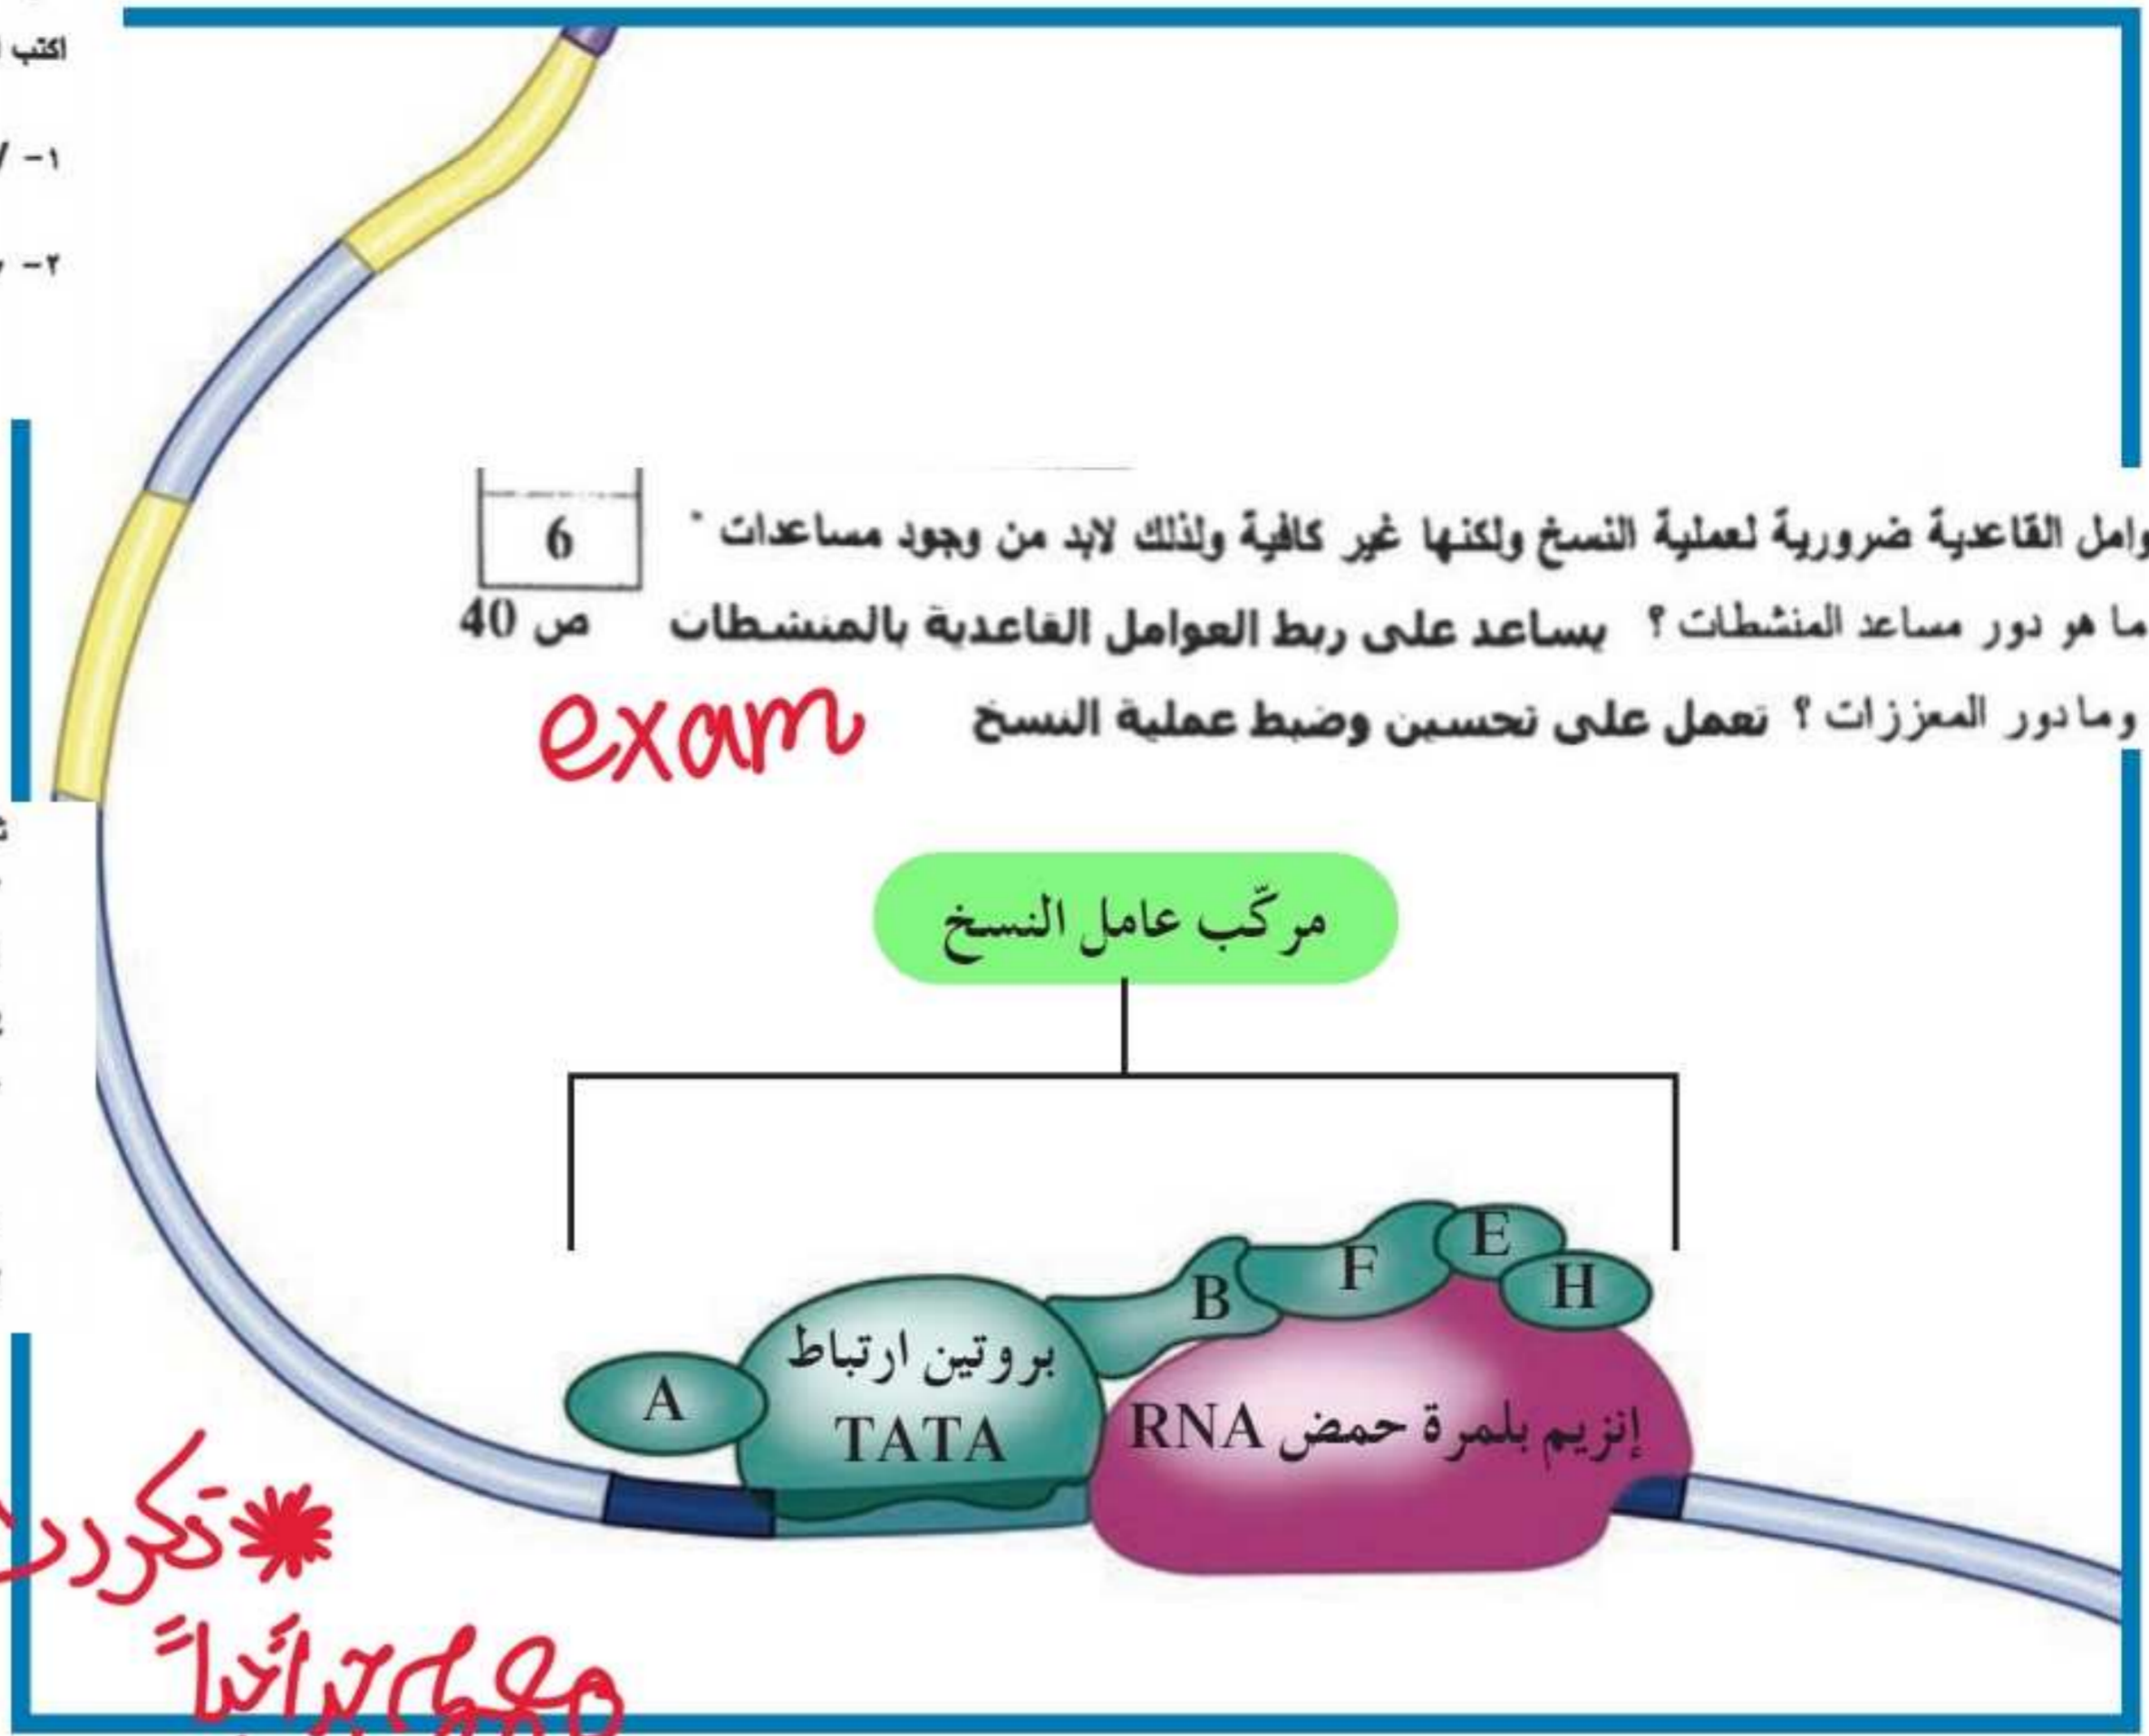 اكتب
١-
٢-
وامل القاعدية ضرورية لعملية النسخ ولكنها غير كافية ولذلك لابد من وجود مساعدات "
6
ما هو دور مساعد المنشطات ؟ يساعد على ربط العوامل القاعدية بالمنشطات
ص 40
وما دور المعززات ؟ تعمل على تحسين وضبط عملية النسخ
exam
مركّب عامل النسخ
A
بروتين ارتباط
TATA
B
F
E
H
إنزيم بلمرة حمض RNA
تكررت